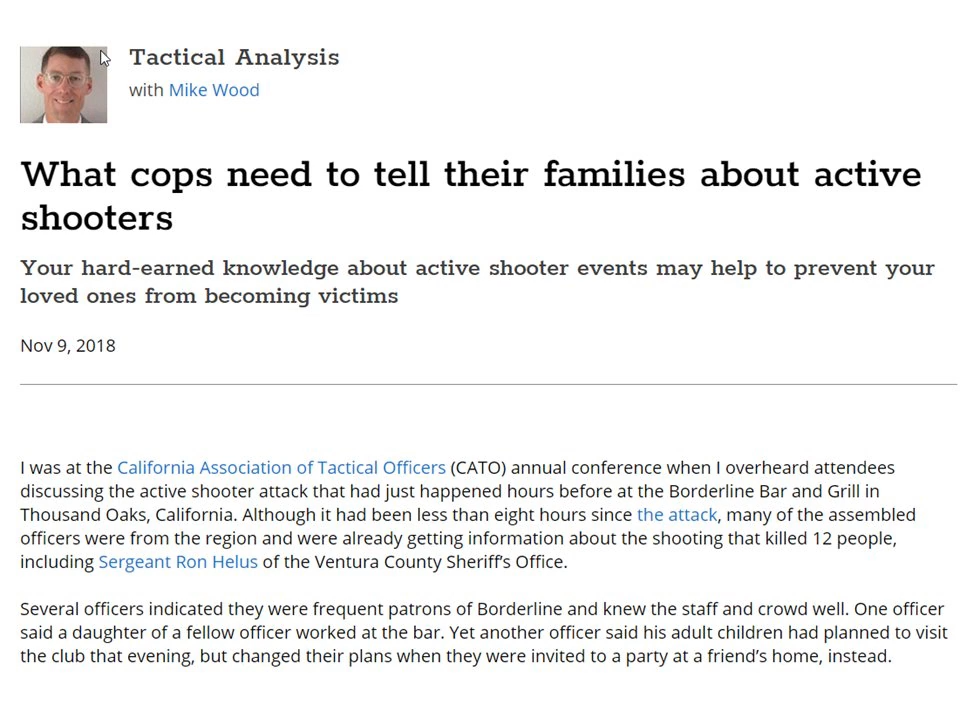 Tactical Analysis
with Mike Wood
What cops need to tell their families about active
shooters
Your hard-earned knowledge about active shooter events may help to prevent your
loved ones from becoming victims
Nov 9, 2018
I was at the California Association of Tactical Officers (CATO) annual conference when I overheard attendees
discussing the active shooter attack that had just happened hours before at the Borderline Bar and Grill in
Thousand Oaks, California. Although it had been less than eight hours since the attack, many of the assembled
officers were from the region and were already getting information about the shooting that killed 12 people,
including Sergeant Ron Helus of the Ventura County Sheriff’s Office.
Several officers indicated they were frequent patrons of Borderline and knew the staff and crowd well. One officer
said a daughter of a fellow officer worked at the bar. Yet another officer said his adult children had planned to visit
the club that evening, but changed their plans when they were invited to a party at a friend’s home, instead.